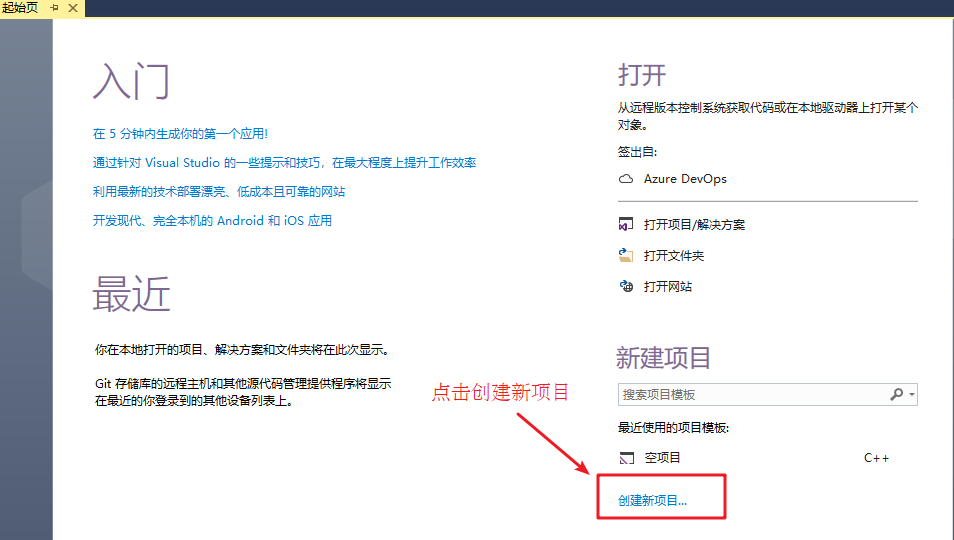 起始页
入门
在 5 分钟内生成你的第一个应用!
通过针对 Visual Studio 的一些提示和技巧，在最大程度上提升工作效率
利用最新的技术部署漂亮、低成本且可靠的网站
开发现代、完全本机的 Android 和 iOS 应用
最近
你在本地打开的项目、解决方案和文件夹将在此次显示。
Git 存储库的远程主机和其他源代码管理提供程序将显示
在最近的你登录到的其他设备列表上。
打开
从远程版本控制系统获取代码或在本地驱动器上打开某个
对象。
签出自:
Azure DevOps
打开项目/解决方案
打开文件夹
打开网站
新建项目
搜索项目模板
最近使用的项目模板:
空项目 C++
点击创建新项目
创建新项目...